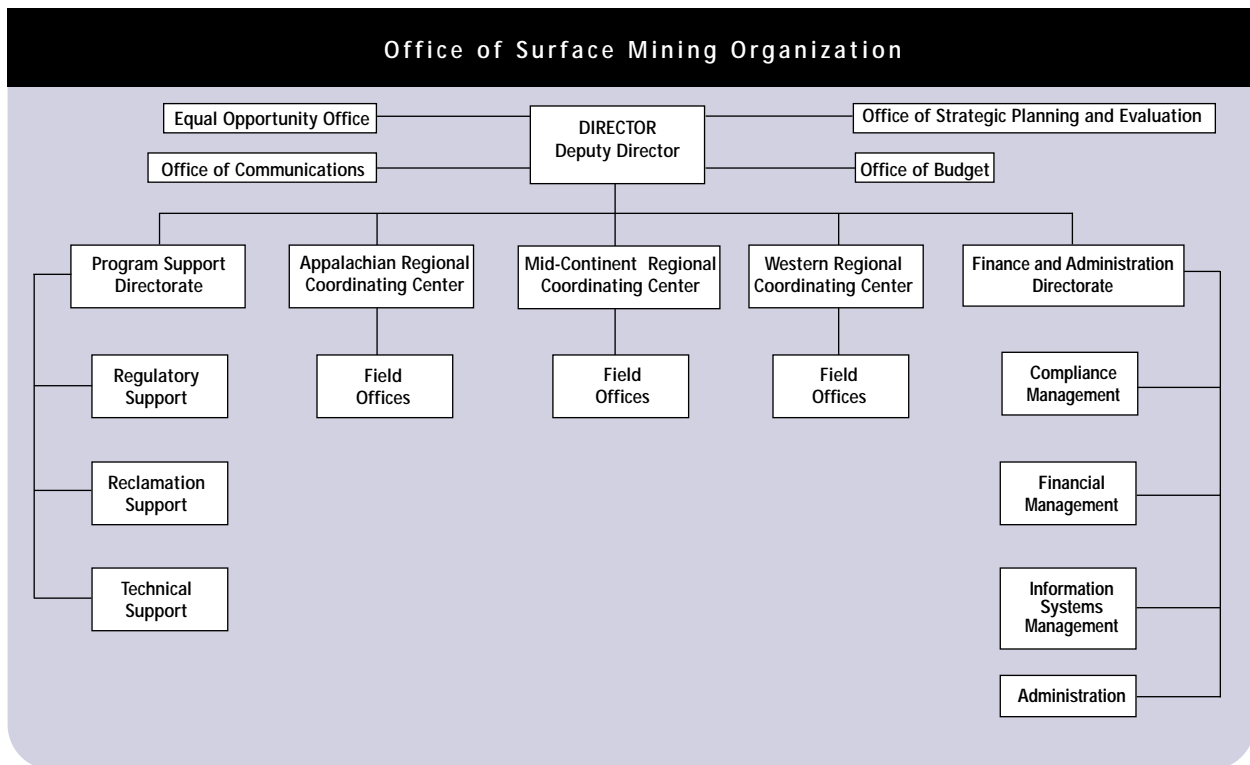 Office of Surface Mining Organization
Equal Opportunity Office
DIRECTOR
Deputy Director
Office of Strategic Planning and Evaluation
Office of Communications
Office of Budget
Program Support
Directorate
Appalachian Regional
Coordinating Center
Mid-Continent Regional
Coordinating Center
Western Regional
Coordinating Center
Finance and Administration
Directorate
Regulatory
Support
Field
Offices
Field
Offices
Field
Offices
Compliance
Management
Reclamation
Support
Financial
Management
Technical
Support
Information
Systems
Management
Administration